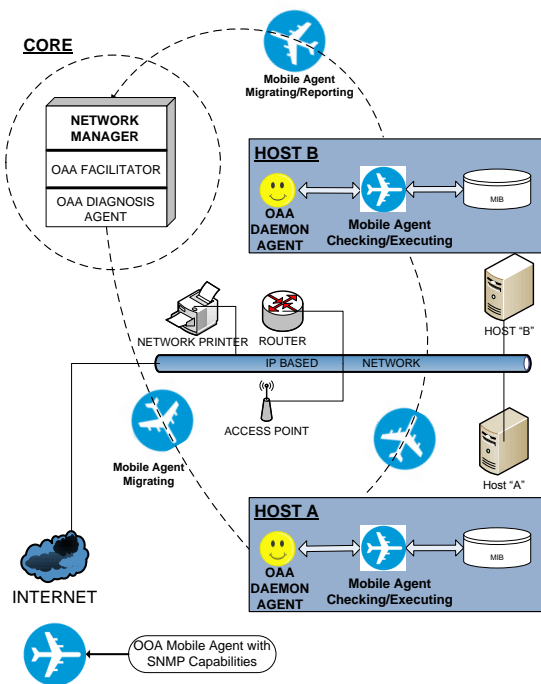 CORE
Mobile Agent
Migrating/Reporting
NETWORK
MANAGER
OAA FACILITATOR
OAA DIAGNOSIS
AGENT
HOST B
OAA
DAEMON
AGENT
Mobile Agent
Checking/Executing
MIB
NETWORK PRINTER
ROUTER
HOST "B"
IP BASED NETWORK
ACCESS POINT
Mobile Agent
Migrating
Host "A"
HOST A
OAA
DAEMON
AGENT
Mobile Agent
Checking/Executing
MIB
INTERNET
OOA Mobile Agent with
SNMP Capabilities